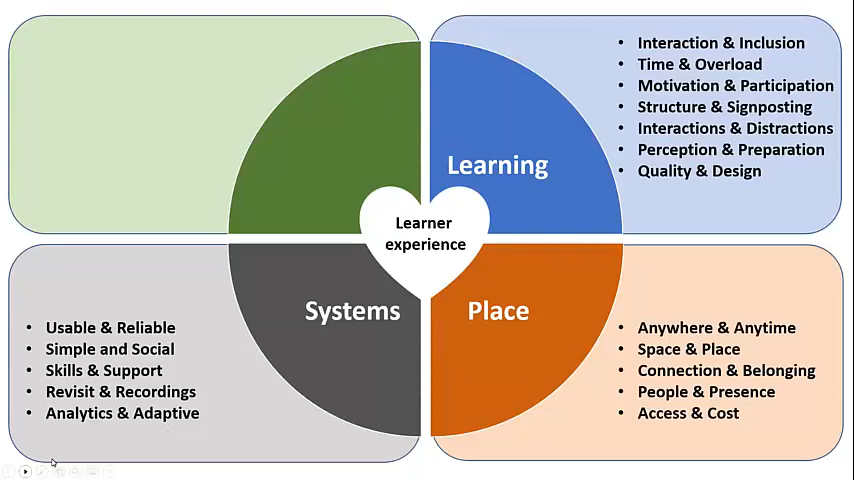 Learning
• Interaction & Inclusion
• Time & Overload
• Motivation & Participation
• Structure & Signposting
• Interactions & Distractions
• Perception & Preparation
• Quality & Design
Learner
experience
Systems
• Usable & Reliable
• Simple and Social
• Skills & Support
• Revisit & Recordings
• Analytics & Adaptive
Place
• Anywhere & Anytime
• Space & Place
• Connection & Belonging
• People & Presence
• Access & Cost